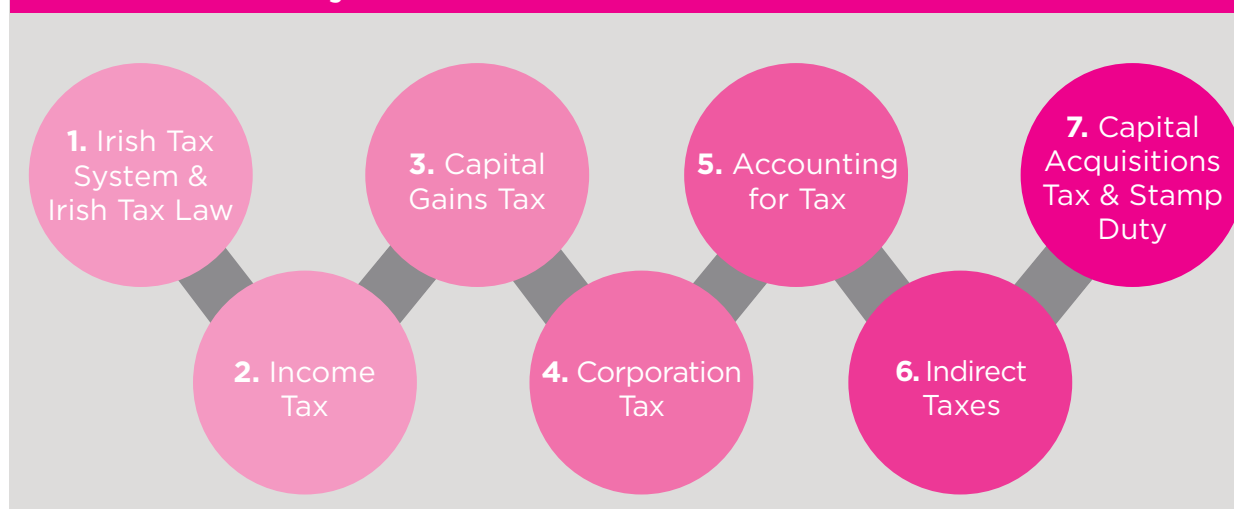 1. Irish Tax
System &
Irish Tax Law
2. Income
Tax
3. Capital
Gains Tax
4. Corporation
Tax
5. Accounting
for Tax
6. Indirect
Taxes
7. Capital
Acquisitions
Tax & Stamp
Duty